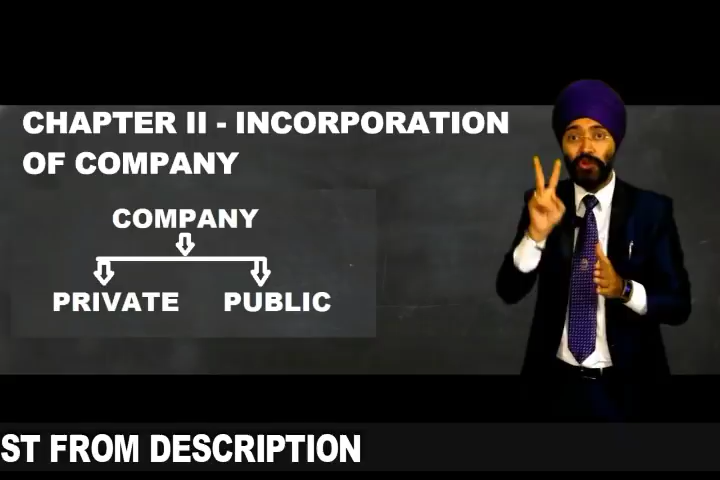 CHAPTER II - INCORPORATION
OF COMPANY
COMPANY
PRIVATE PUBLIC
ST FROM DESCRIPTION